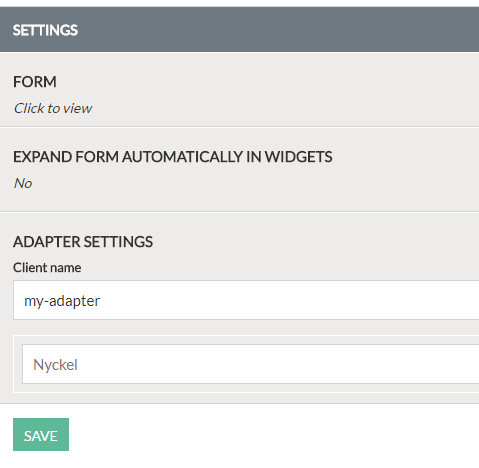 SETTINGS
FORM
Click to view
EXPAND FORM AUTOMATICALLY IN WIDGETS
No
ADAPTER SETTINGS
Client name
my-adapter
Nyckel
SAVE